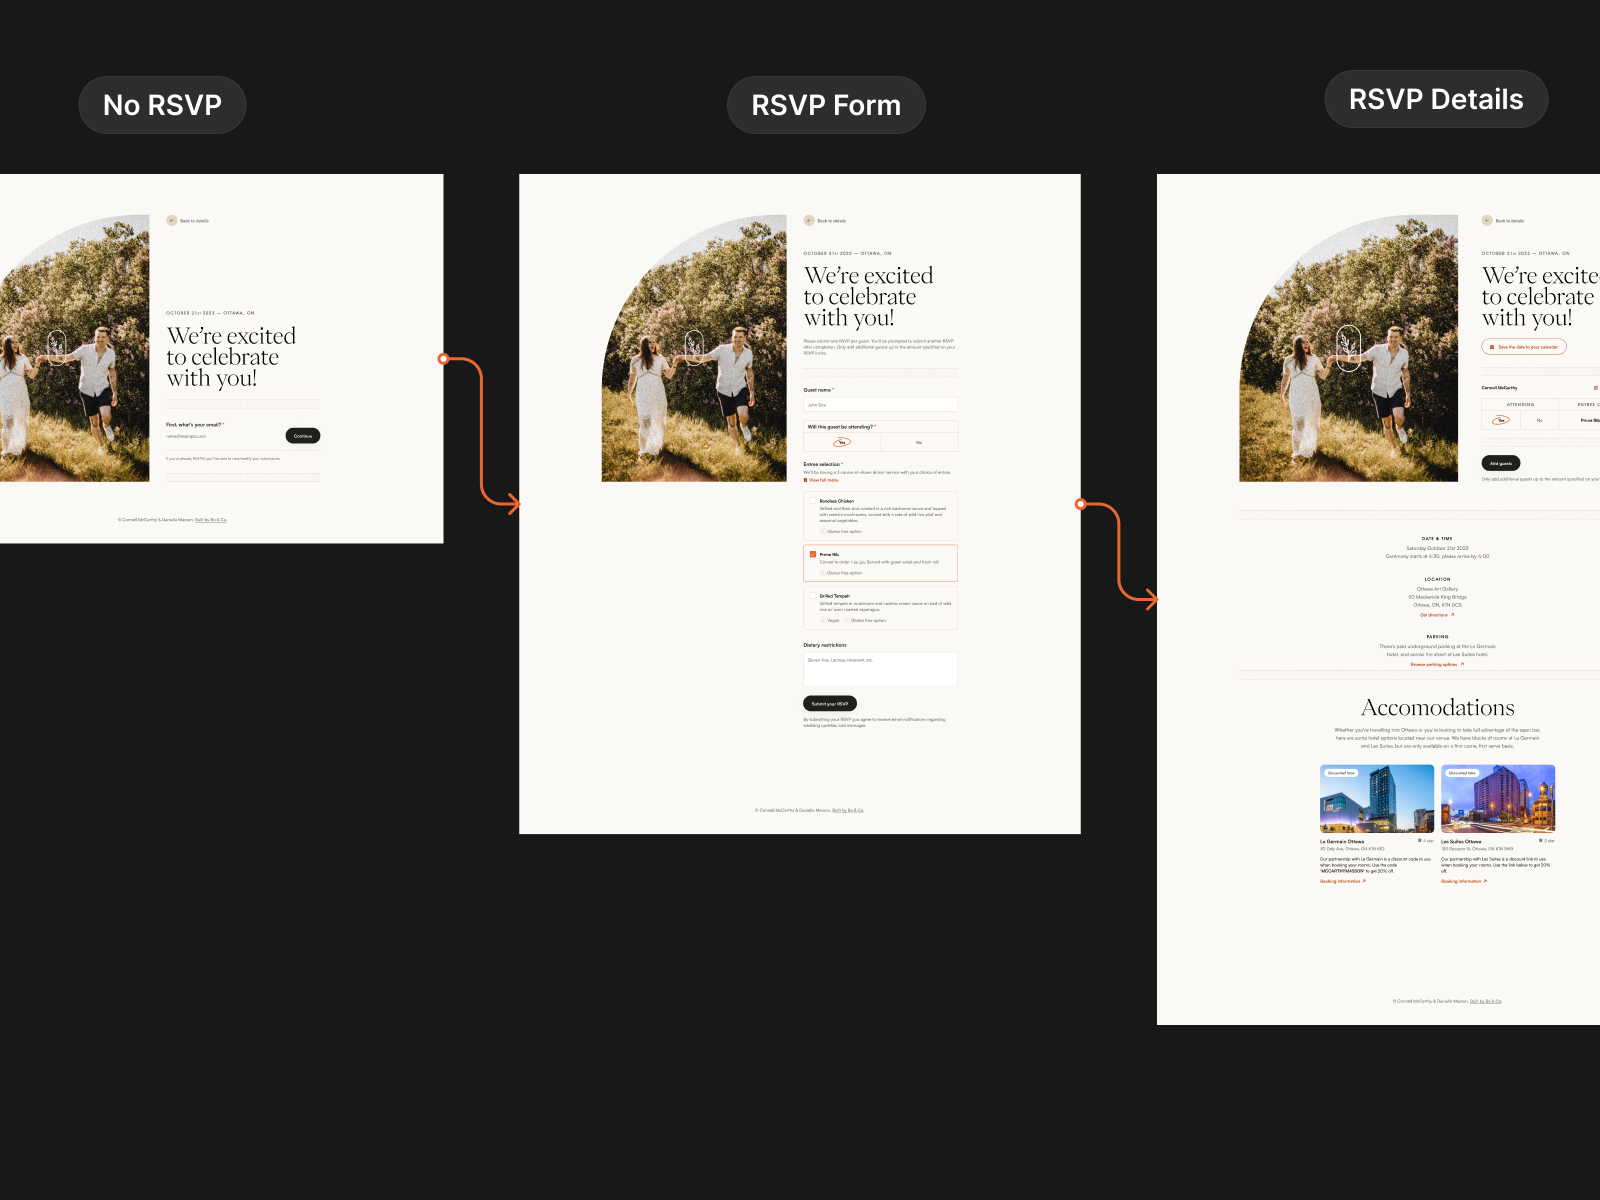 No RSVP
RSVP Form
RSVP Details
Back to details
OCTOBER 21st 2023 — OTTAWA, ON
We're excited
to celebrate
with you!
First, what's your email? *
name@example.com
Continue
If you've already RSVP'd, you'll be able to view/modify your submission.
© Connell McCarthy & Danielle Masson. Built by Bo & Co.
Back to details
OCTOBER 21st 2023 — OTTAWA, ON
We're excited
to celebrate
with you!
Please submit one RSVP per guest. You'll be prompted to submit another RSVP
after completion. Only add additional guests up to the amount specified on your
RSVP invite.
Guest name *
John Doe
Will this guest be attending? *
Yes
No
Entree selection *
We'll be having a 3 course sit-down dinner service with your choice of entree.
View full menu
Boneless Chicken
Grilled and then slow cooked in a rich béchamel sauce and topped
with cremini mushrooms, served with a side of wild rice pilaf and
seasonal vegetables.
Gluten free option
Prime Rib
Carved to order / au jus. Served with green salad and fresh roll
Gluten free option
Grilled Tempeh
Grilled tempeh in mushroom and cashew cream sauce on bed of wild
rice w/ oven roasted asparagus.
Vegan
Gluten free option
Dietary restrictions
Gluten free, Lactose intolerant, etc.
Submit your RSVP
By submitting your RSVP you agree to receive email notifications regarding
wedding updates, and messages.
© Connell McCarthy & Danielle Masson. Built by Bo & Co.
Back to details
OCTOBER 21st 2023 — OTTAWA, ON
We're excite
to celebrate
with you!
Save the date to your calendar
Connell McCarthy
ATTENDING
ENTREE C
Yes
No
Prime Rib
Add guests
Only add additional guests up to the amount specified on your
DATE & TIME
Saturday October 21st 2023
Ceremony starts at 4:30, please arrive by 4:00
LOCATION
Ottawa Art Gallery
50 Mackenzie King Bridge
Ottawa, ON, K1N 0C5
Get directions
PARKING
There's paid underground parking at the Le Germain
hotel, and across the street at Les Suites hotel.
Browse parking options
Accomodations
Whether you're travelling into Ottawa or you're looking to take full advantage of the open bar,
here are some hotel options located near our venue. We have blocks of rooms at Le Germain
and Les Suites, but are only available on a first come, first serve basis.
Discounted rates
Discounted rates
Le Germain Ottawa
4 star
30 Daly Ave, Ottawa, ON K1N 6E2
Our partnership with Le Germain is a discount code to use
when booking your rooms. Use the code
'MCCARTHYMASSON' to get 20% off.
Booking information
Les Suites Ottawa
3 star
130 Besserer St, Ottawa, ON K1N 9M9
Our partnership with Les Suites is a discount link to use
when booking your rooms. Use the link below to get 20%
off.
Booking information
© Connell McCarthy & Danielle Masson. Built by Bo & Co.